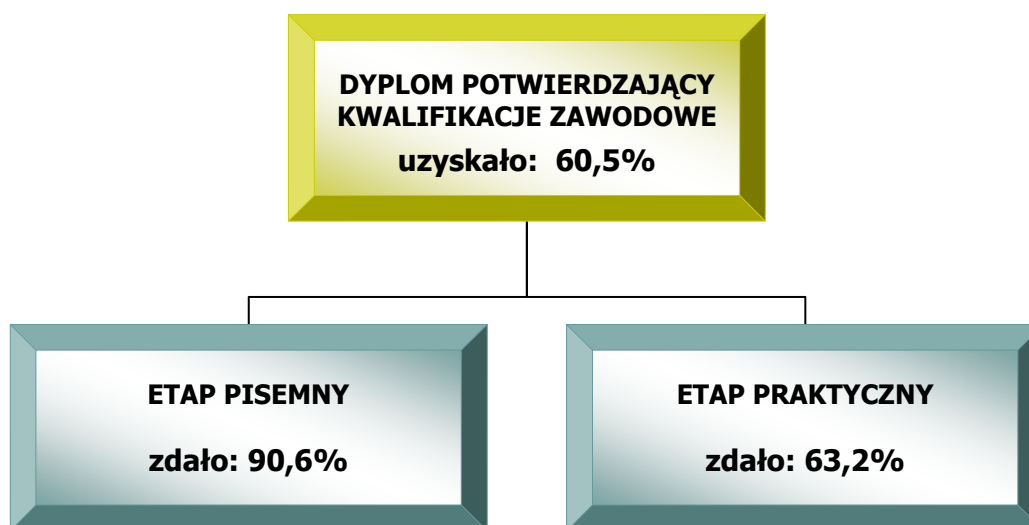 DYPLOM POTWIERDZAJĄCY
KWALIFIKACJE ZAWODOWE
uzyskało: 60,5%
ETAP PISEMNY
zdało: 90,6%
ETAP PRAKTYCZNY
zdało: 63,2%